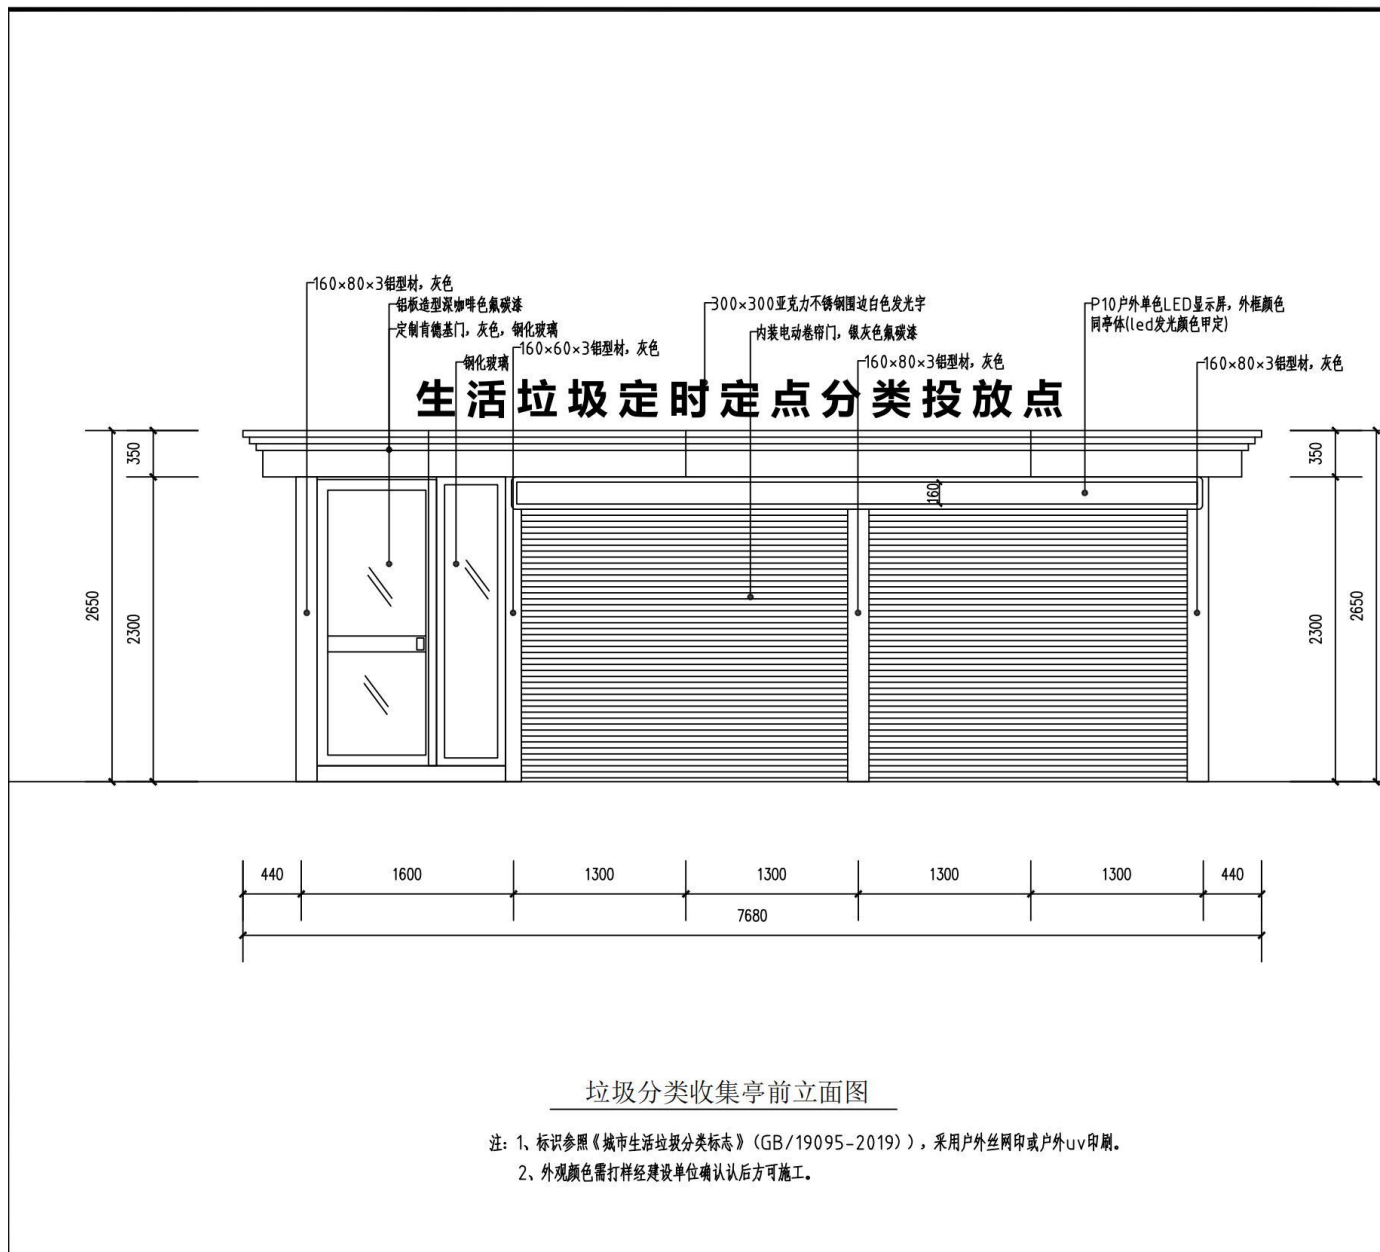 160×80×3铝型材，灰色
铝板造型深咖啡色氟碳漆
定制肯德基门，灰色，钢化玻璃
钢化玻璃
160×60×3铝型材，灰色
300×300亚克力不锈钢围边白色发光字
内装电动卷帘门，银灰色氟碳漆
160×80×3铝型材，灰色
P10户外单色LED显示屏，外框颜色
同亭体(led发光颜色甲定)
160×80×3铝型材，灰色
生活垃圾定时定点分类投放点
350
2300
2650
160
350
2300
2650
440
1600
1300
1300
1300
1300
440
7680
垃圾分类收集亭前立面图
注：1、标识参照《城市生活垃圾分类标志》（GB/19095-2019）），采用户外丝网印或户外uv印刷。
2、外观颜色需打样经建设单位确认认后方可施工。